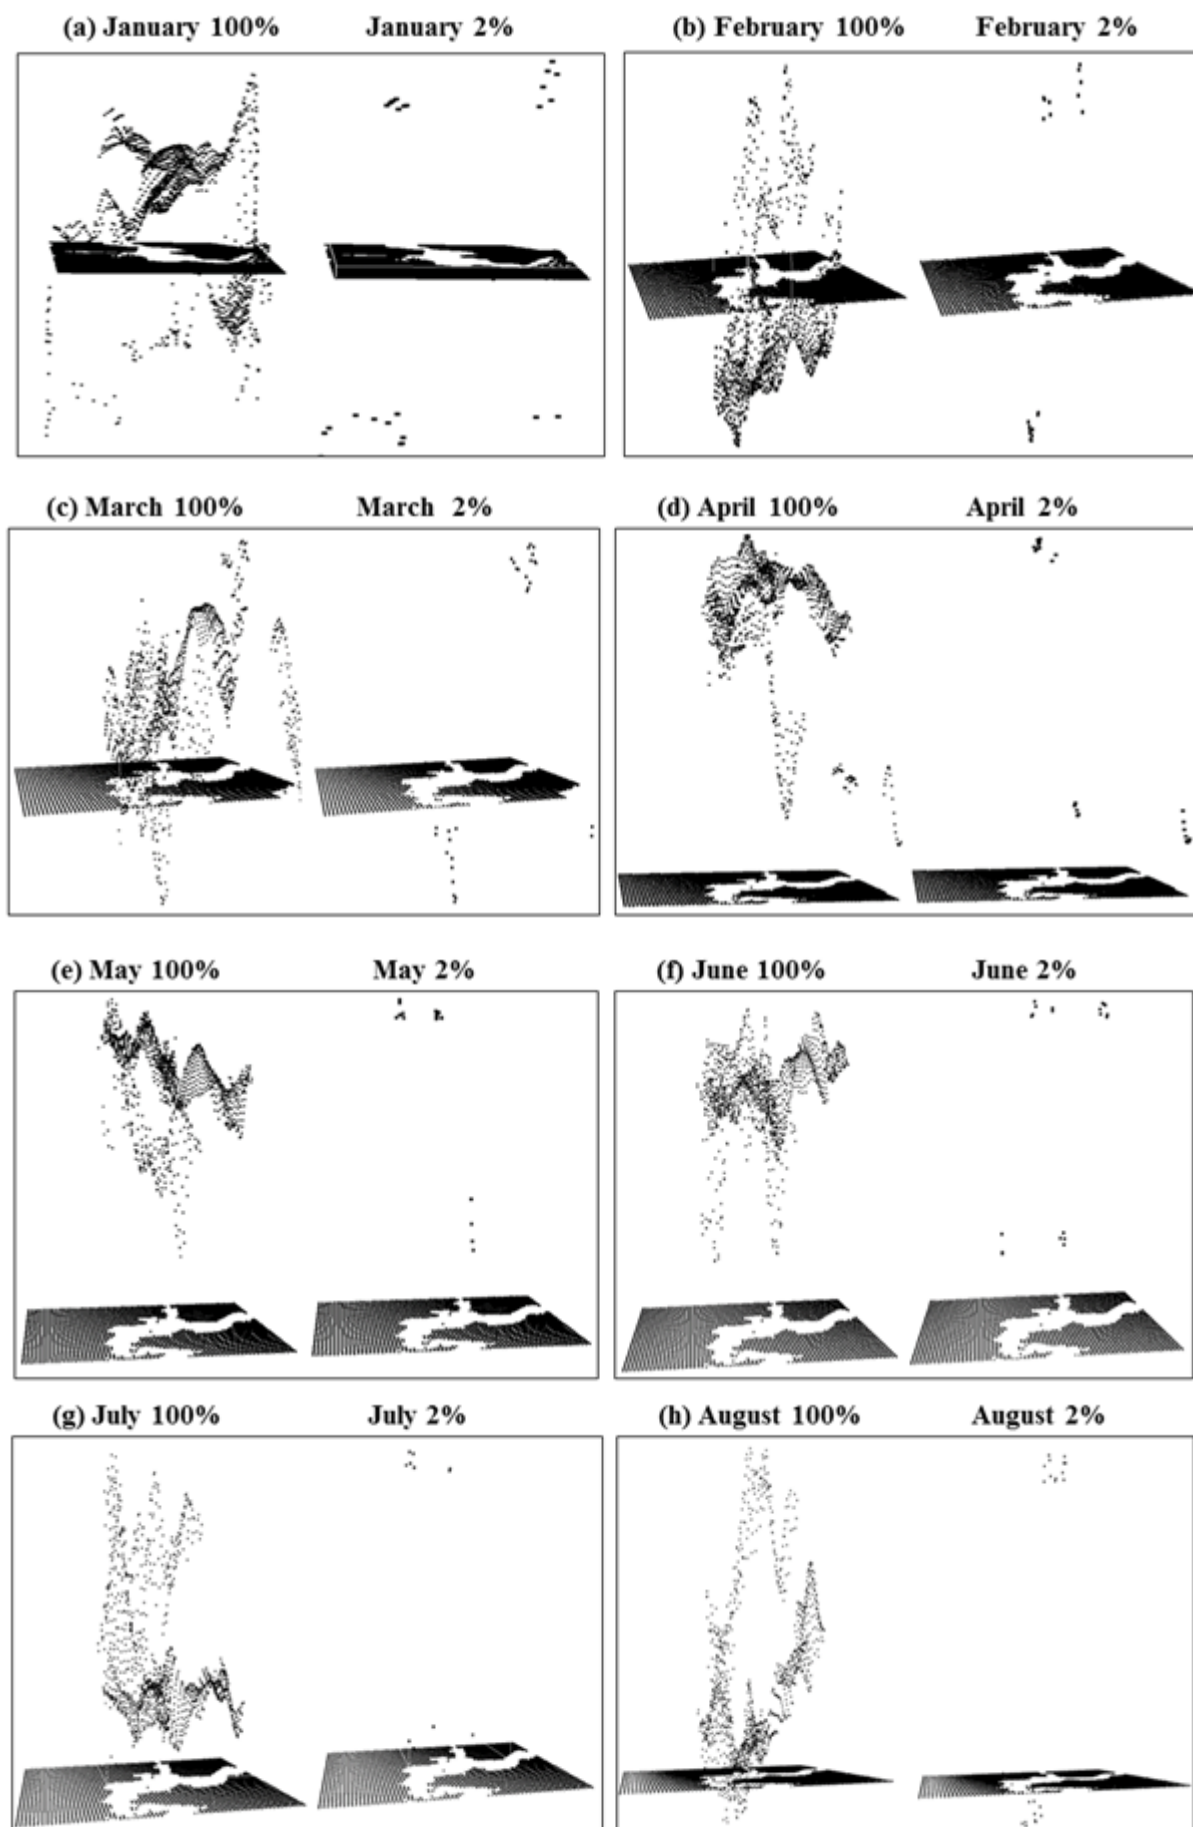 (a) January 100% January 2% (b) February 100% February 2%
(c) March 100% March 2% (d) April 100% April 2%
(e) May 100% May 2% (f) June 100% June 2%
(g) July 100% July 2% (h) August 100% August 2%